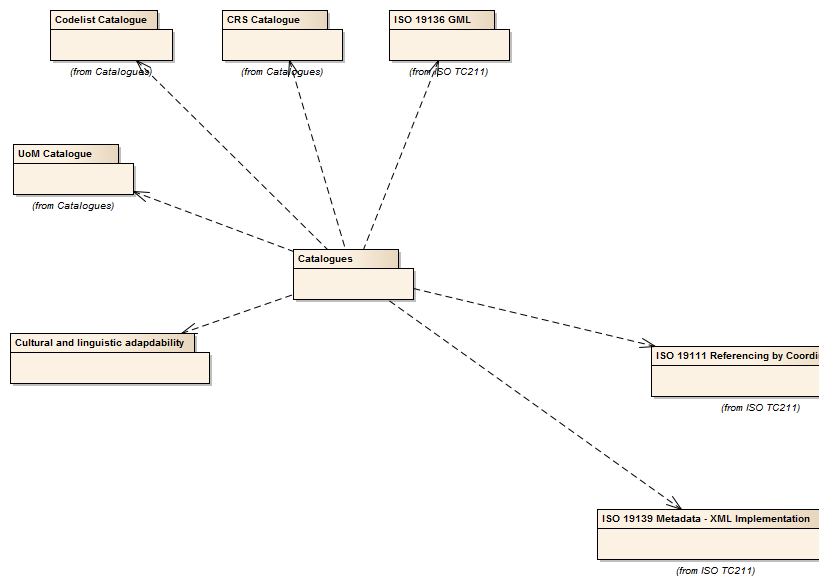 Codelist Catalogue
CRS Catalogue
ISO 19136 GML
(from Catalogues)
(from Catalogues)
(from ISO TC211)
UoM Catalogue
(from Catalogues)
Catalogues
Cultural and linguistic adapdability
ISO 19111 Referencing by
(from ISO TC211)
ISO 19139 Metadata - XML Implementation
(from ISO TC211)